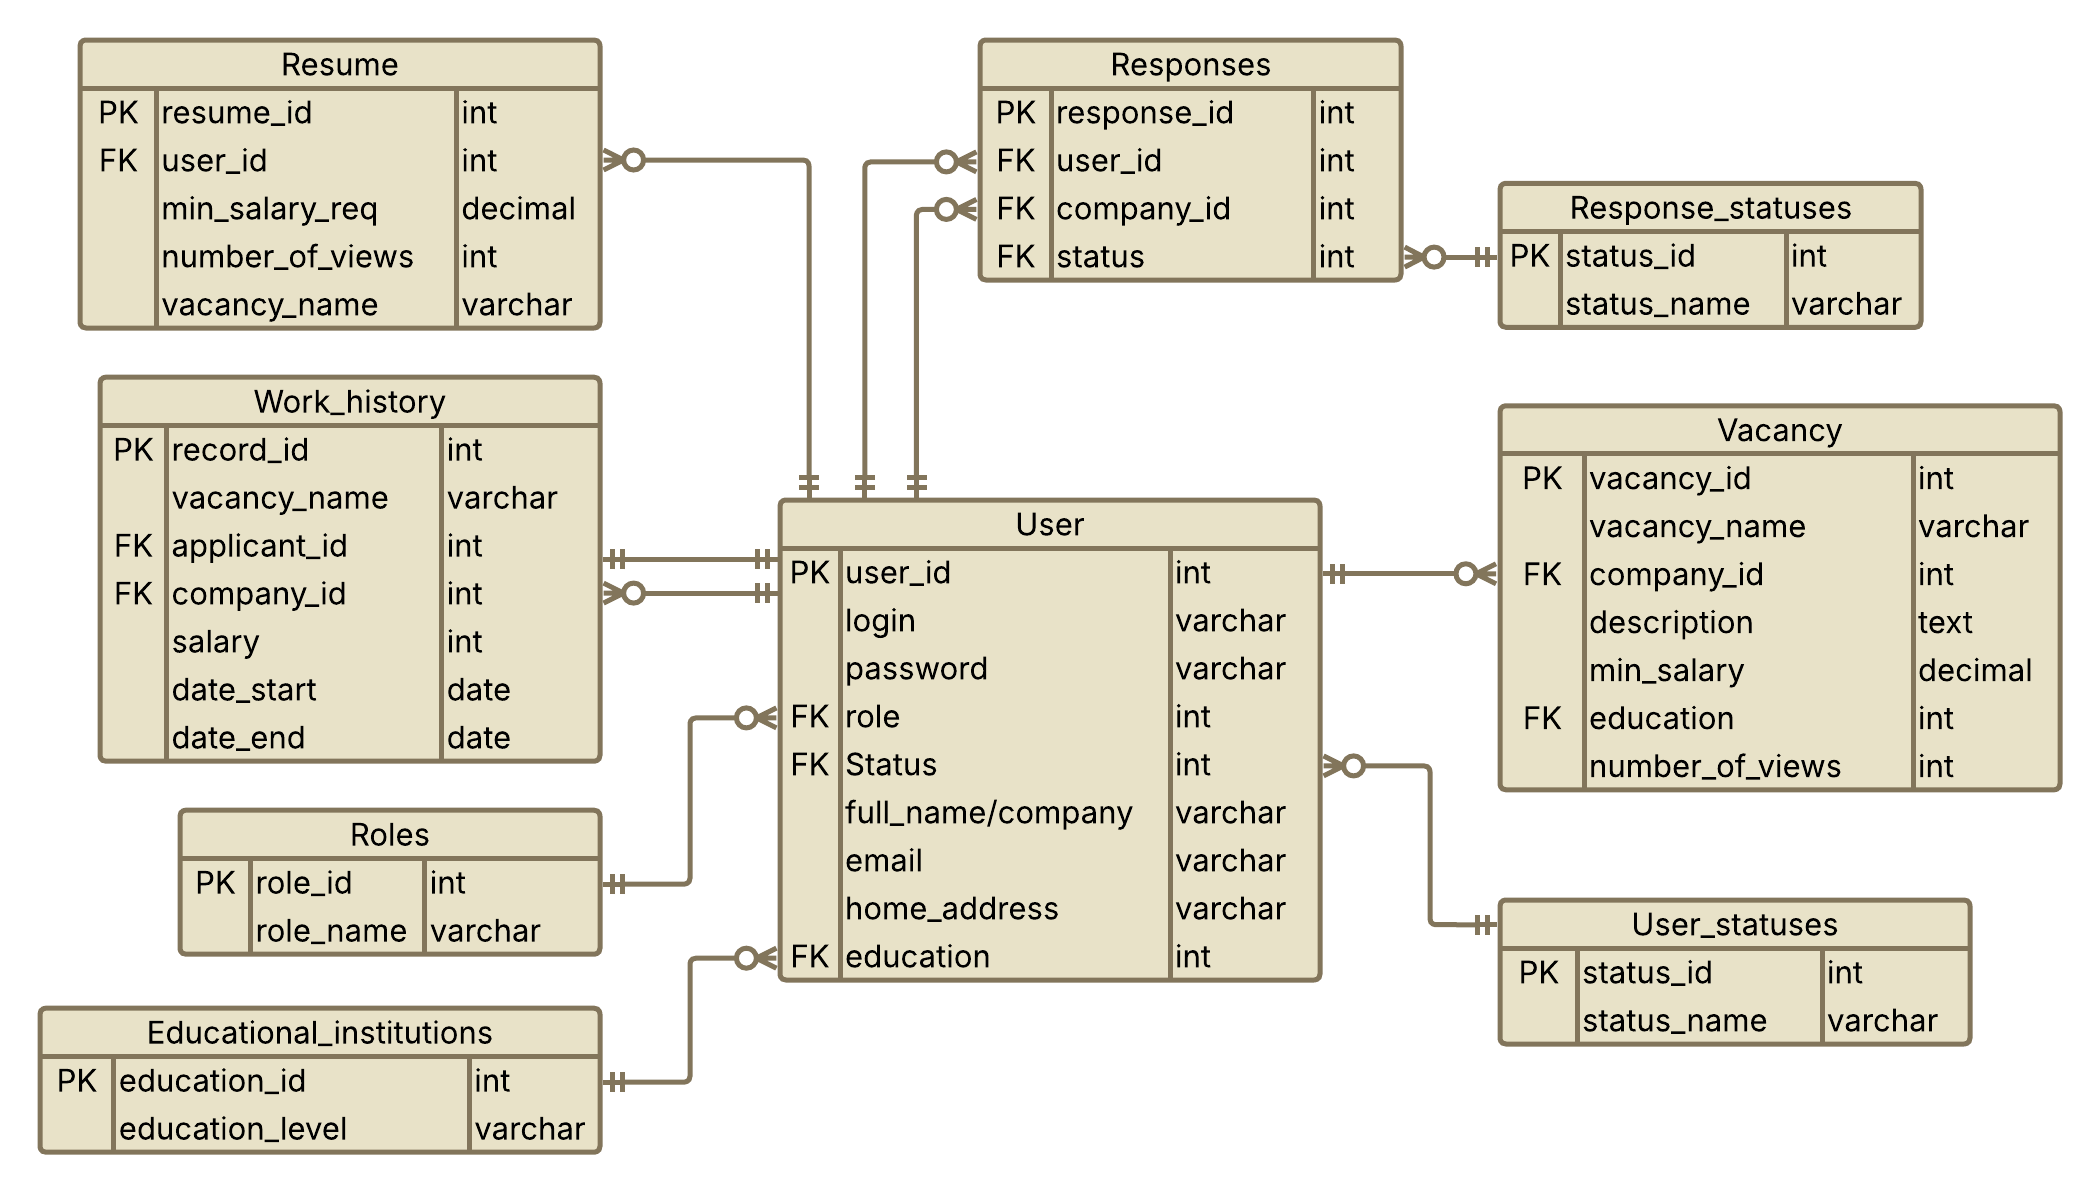 Resume
PK resume_id int
FK user_id int
min_salary_req decimal
number_of_views int
vacancy_name varchar
Responses
PK response_id int
FK user_id int
FK company_id int
FK status int
Response_statuses
PK status_id int
status_name varchar
Work_history
PK record_id int
vacancy_name varchar
FK applicant_id int
FK company_id int
salary int
date_start date
date_end date
User
PK user_id int
login varchar
password varchar
FK role int
FK Status int
full_name/company varchar
email varchar
home_address varchar
FK education int
Vacancy
PK vacancy_id int
vacancy_name varchar
FK company_id int
description text
min_salary decimal
FK education int
number_of_views int
Roles
PK role_id int
role_name varchar
User_statuses
PK status_id int
status_name varchar
Educational_institutions
PK education_id int
education_level varchar